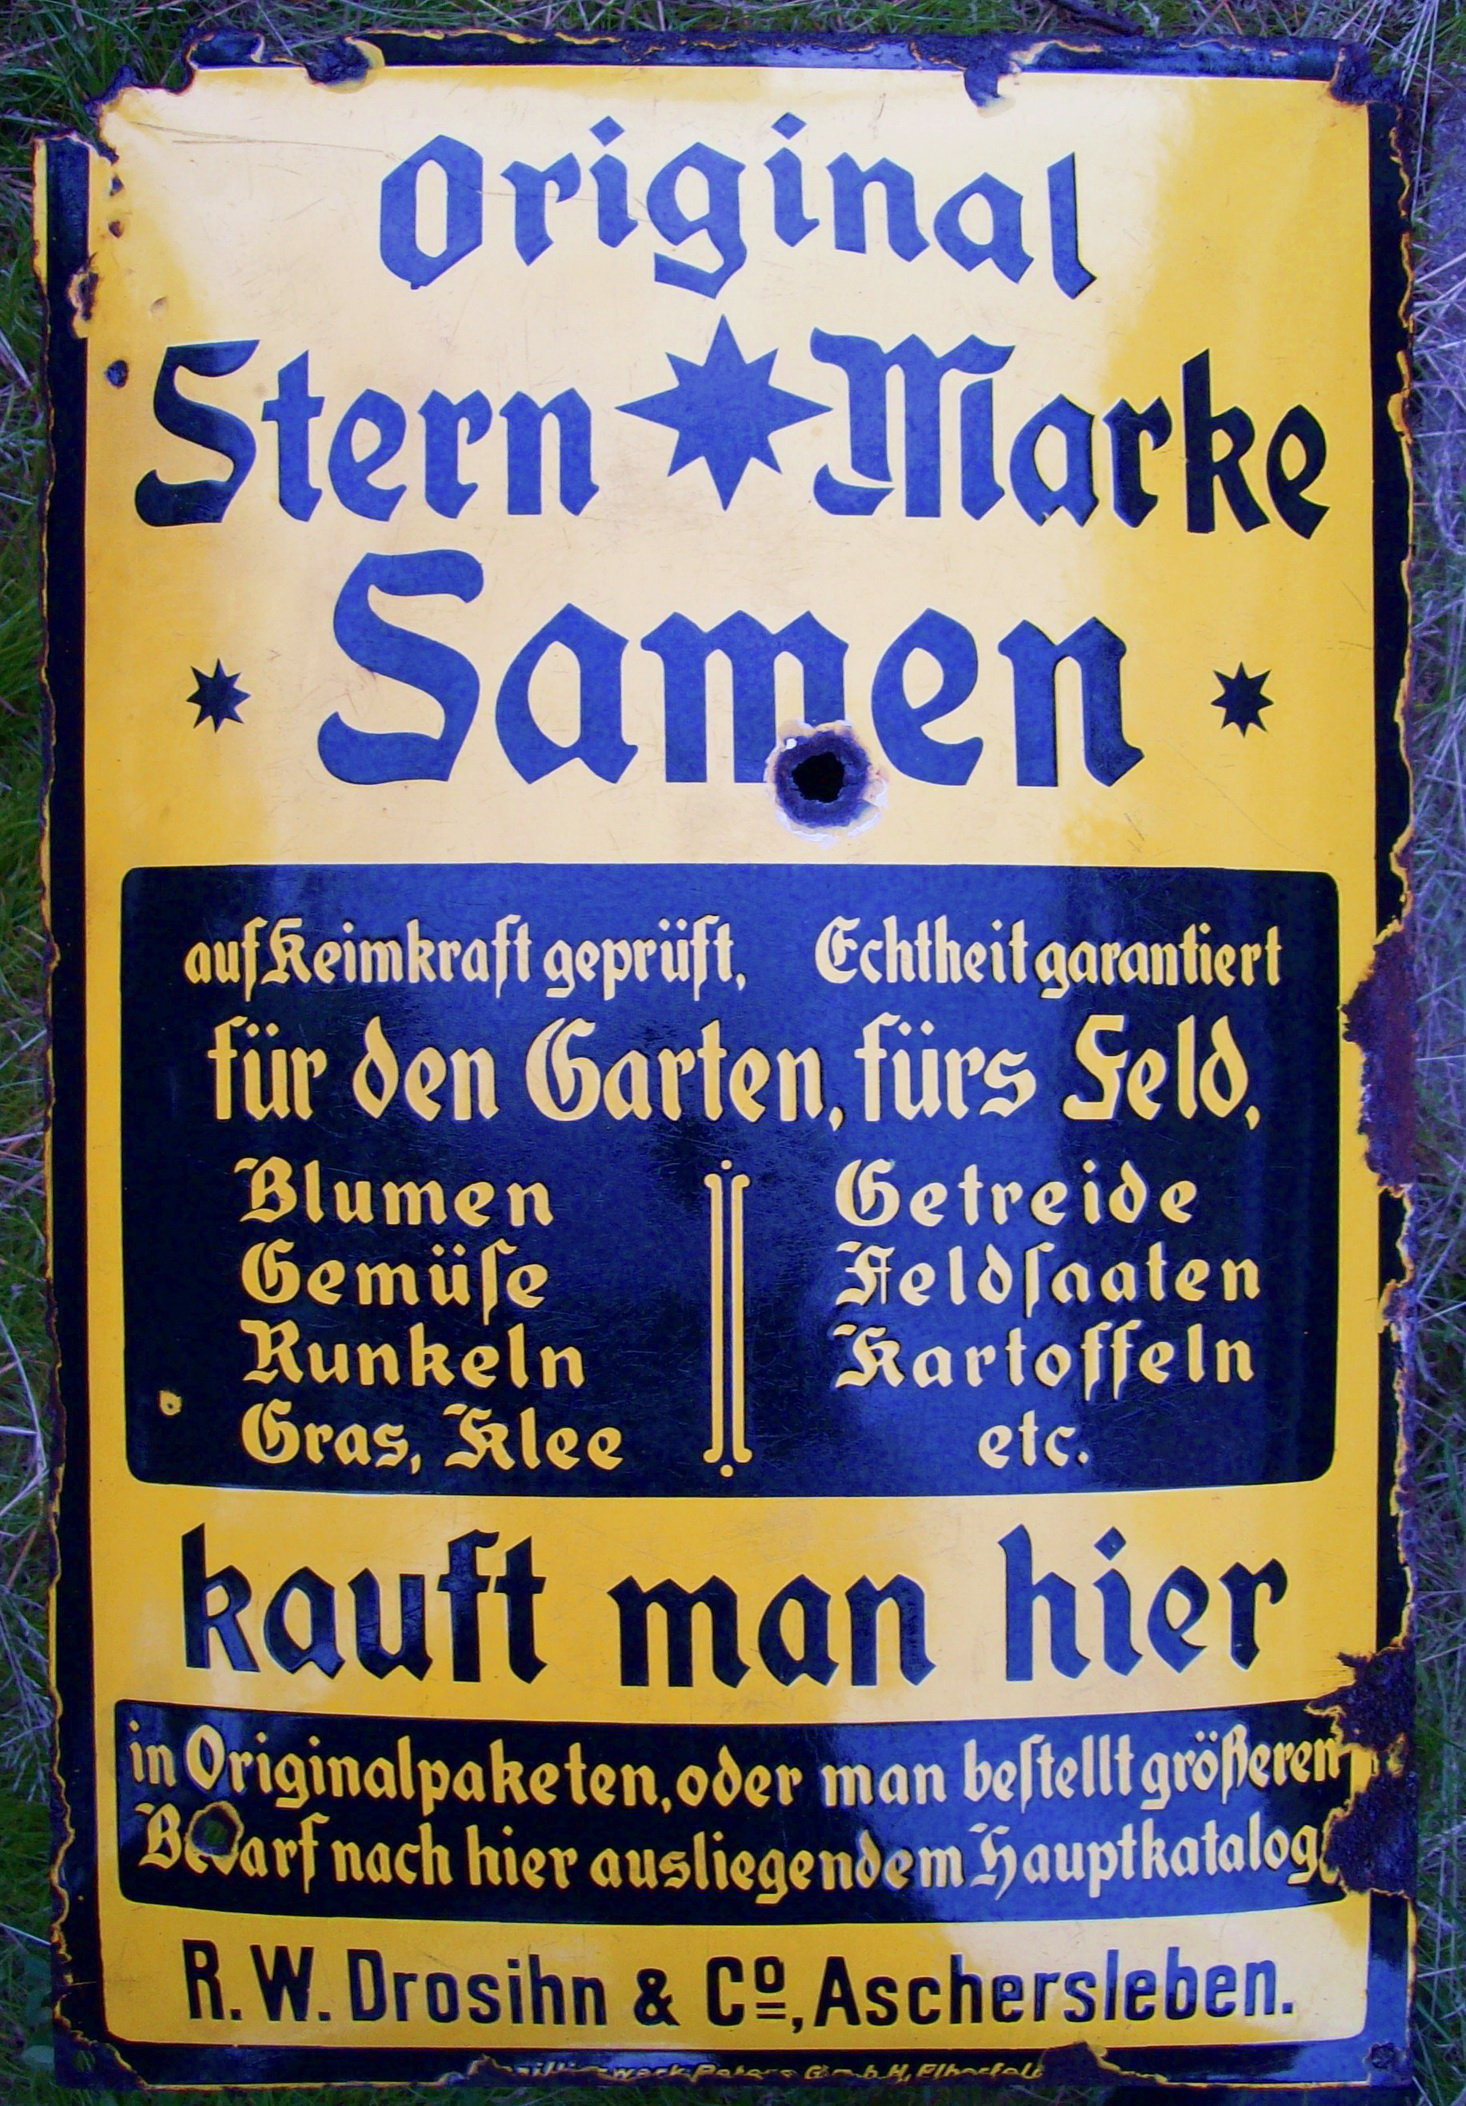 Original
Stern Marke
Samen
auf Keimkraft geprüft, Echtheit garantiert
für den Garten, fürs Feld,
Blumen
Gemüſe
Runkeln
Gras, Klee
Getreide
Feldſaaten
Kartoffeln
etc.
kauft man hier
in Originalpaketen, oder man beſtellt größeren
Bedarf nach hier ausliegendem Hauptkatalog
R. W. Drosihn & Co, Aschersleben.
Peters G.m.b.H, Elberfeld